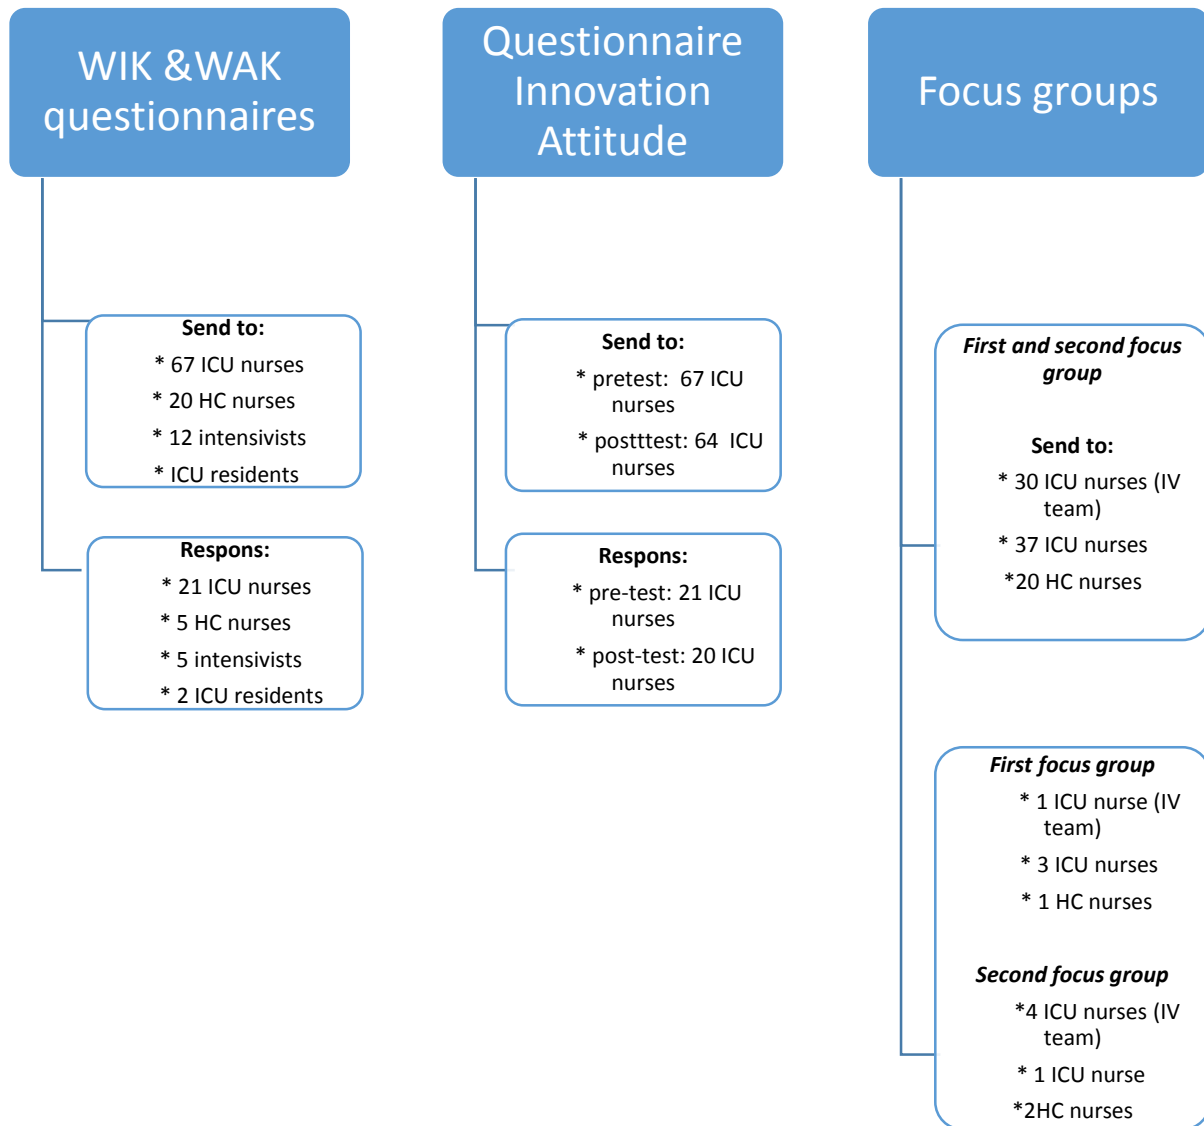 WIK &WAK
questionnaires
Send to:
* 67 ICU nurses
* 20 HC nurses
* 12 intensivists
* ICU residents
Respons:
* 21 ICU nurses
* 5 HC nurses
* 5 intensivists
* 2 ICU residents
Questionnaire
Innovation
Attitude
Send to:
* pretest: 67 ICU
nurses
* postttest: 64 ICU
nurses
Respons:
* pre-test: 21 ICU
nurses
* post-test: 20 ICU
nurses
Focus groups
First and second focus
group
Send to:
* 30 ICU nurses (IV
team)
* 37 ICU nurses
*20 HC nurses
First focus group
* 1 ICU nurse (IV
team)
* 3 ICU nurses
* 1 HC nurses
Second focus group
*4 ICU nurses (IV
team)
* 1 ICU nurse
*2HC nurses